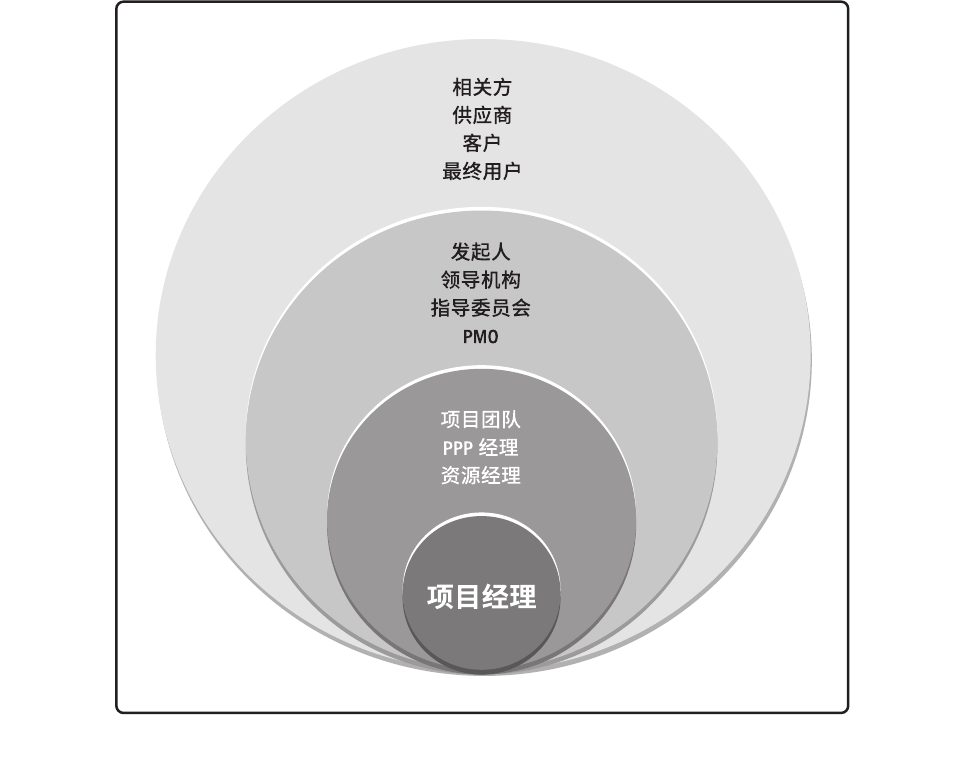 相关方
供应商
客户
最终用户
发起人
领导机构
指导委员会
PMO
项目团队
PPP 经理
资源经理
项目经理